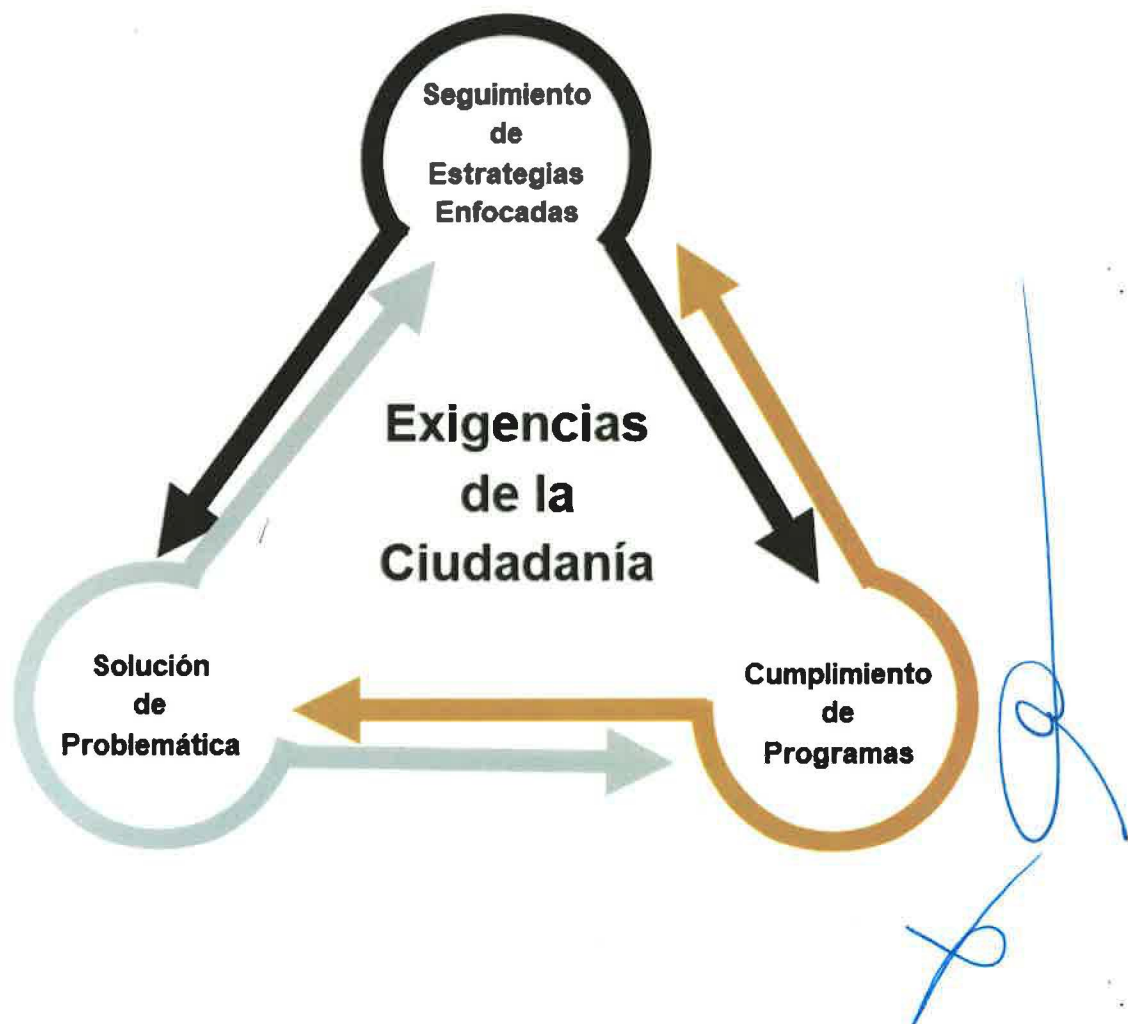 Seguimiento
de
Estrategias
Enfocadas
Exigencias
de la
Ciudadanía
Solución
de
Problemática
Cumplimiento
de
Programas